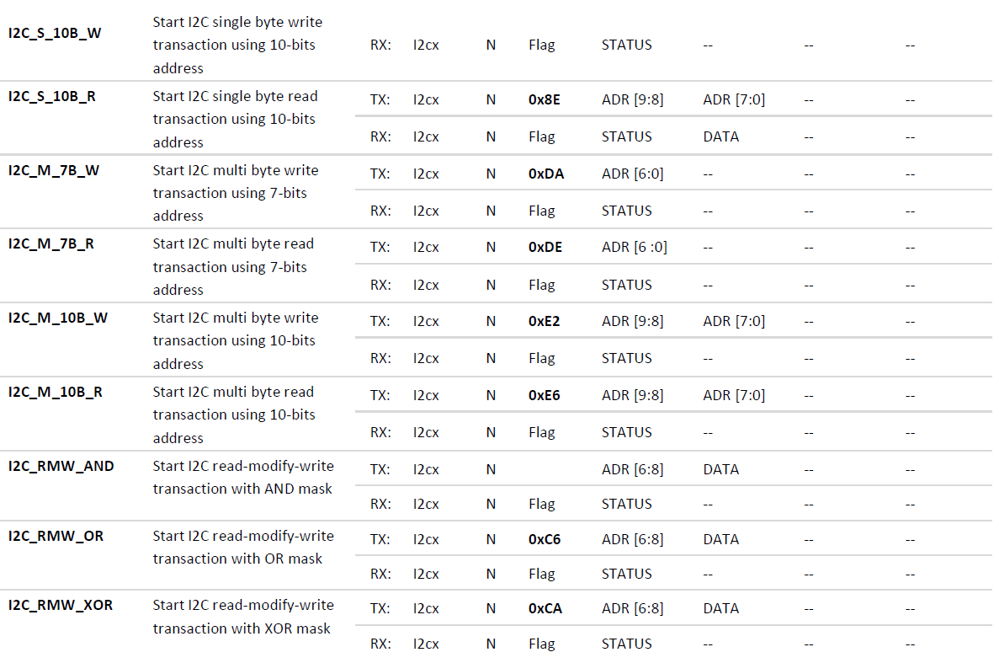 I2C_S_10B_W Start I2C single byte write transaction using 10-bits address
RX: I2cx N Flag STATUS -- -- --
I2C_S_10B_R Start I2C single byte read transaction using 10-bits address
TX: I2cx N 0x8E ADR [9:8] ADR [7:0] -- --
RX: I2cx N Flag STATUS DATA -- --
I2C_M_7B_W Start I2C multi byte write transaction using 7-bits address
TX: I2cx N 0xDA ADR [6:0] -- -- --
RX: I2cx N Flag STATUS -- -- --
I2C_M_7B_R Start I2C multi byte read transaction using 7-bits address
TX: I2cx N 0xDE ADR [6 :0] -- -- --
RX: I2cx N Flag STATUS -- -- --
I2C_M_10B_W Start I2C multi byte write transaction using 10-bits address
TX: I2cx N 0xE2 ADR [9:8] ADR [7:0] -- --
RX: I2cx N Flag STATUS -- -- --
I2C_M_10B_R Start I2C multi byte read transaction using 10-bits address
TX: I2cx N 0xE6 ADR [9:8] ADR [7:0] -- --
RX: I2cx N Flag STATUS -- -- --
I2C_RMW_AND Start I2C read-modify-write transaction with AND mask
TX: I2cx N ADR [6:8] DATA -- --
RX: I2cx N Flag STATUS -- -- --
I2C_RMW_OR Start I2C read-modify-write transaction with OR mask
TX: I2cx N 0xC6 ADR [6:8] DATA -- --
RX: I2cx N Flag STATUS -- -- --
I2C_RMW_XOR Start I2C read-modify-write transaction with XOR mask
TX: I2cx N 0xCA ADR [6:8] DATA -- --
RX: I2cx N Flag STATUS -- -- --